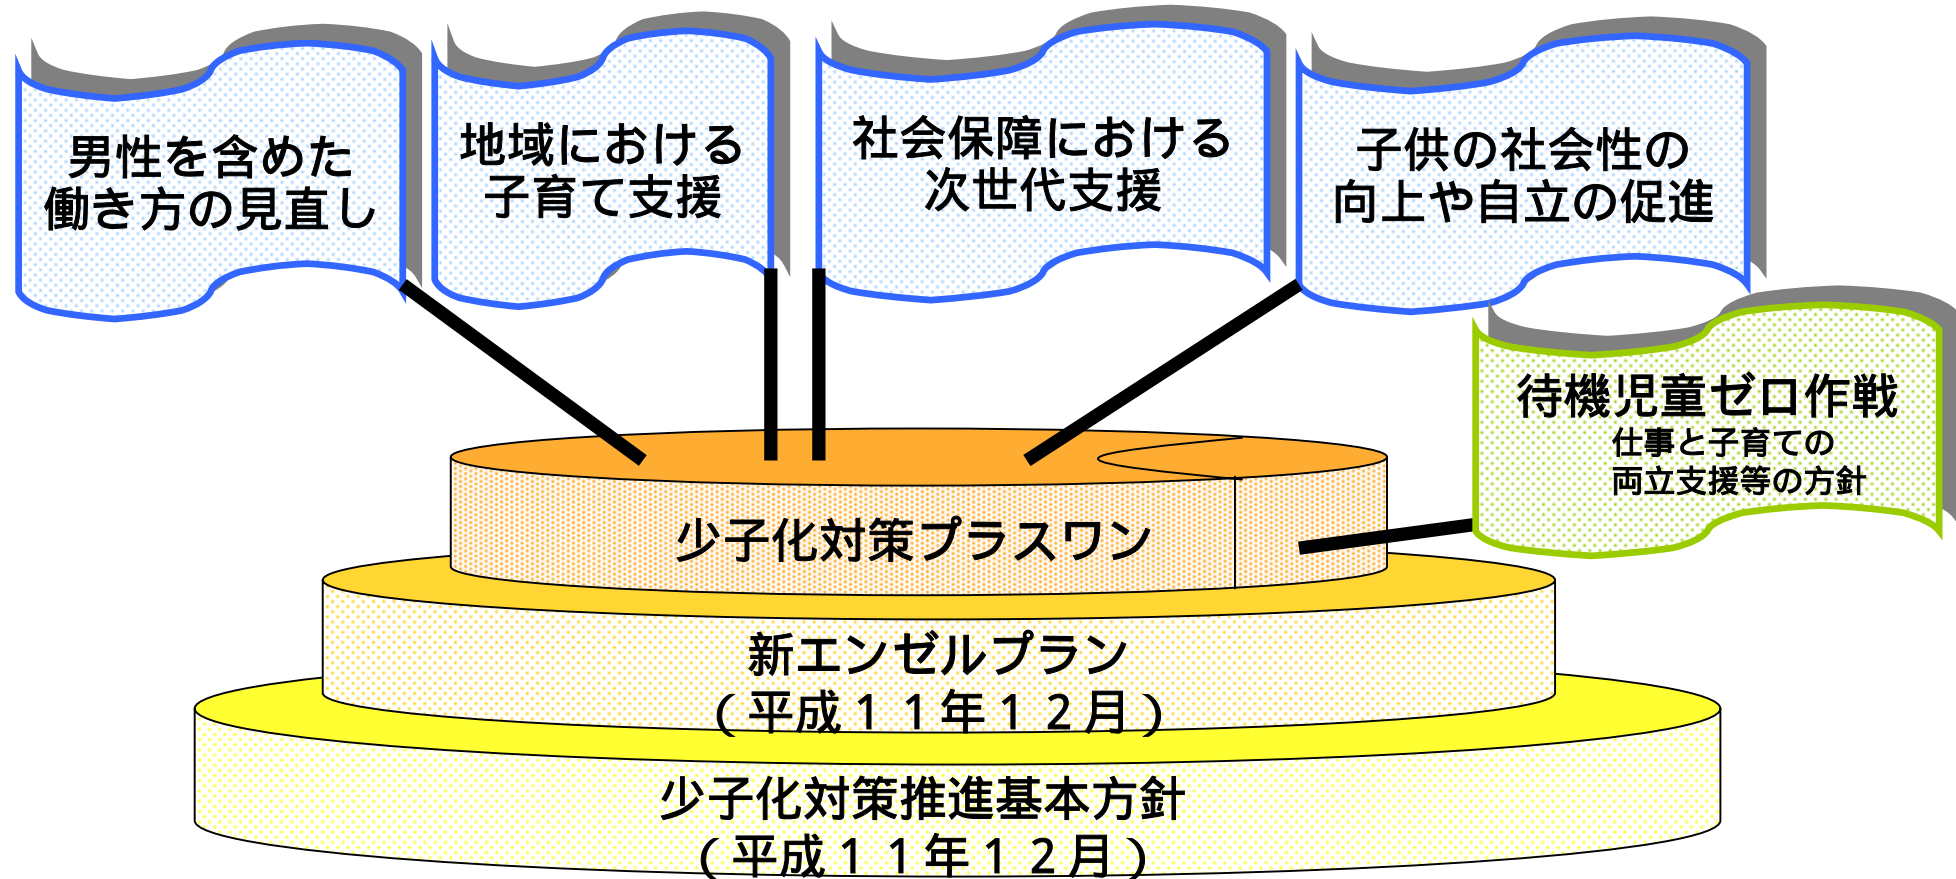 男性を含めた
働き方の見直し
地域における
子育て支援
社会保障における
次世代支援
子供の社会性の
向上や自立の促進
待機児童ゼロ作戦
仕事と子育ての
両立支援等の方針
少子化対策プラスワン
新エンゼルプラン
(平成11年12月)
少子化対策推進基本方針
(平成11年12月)